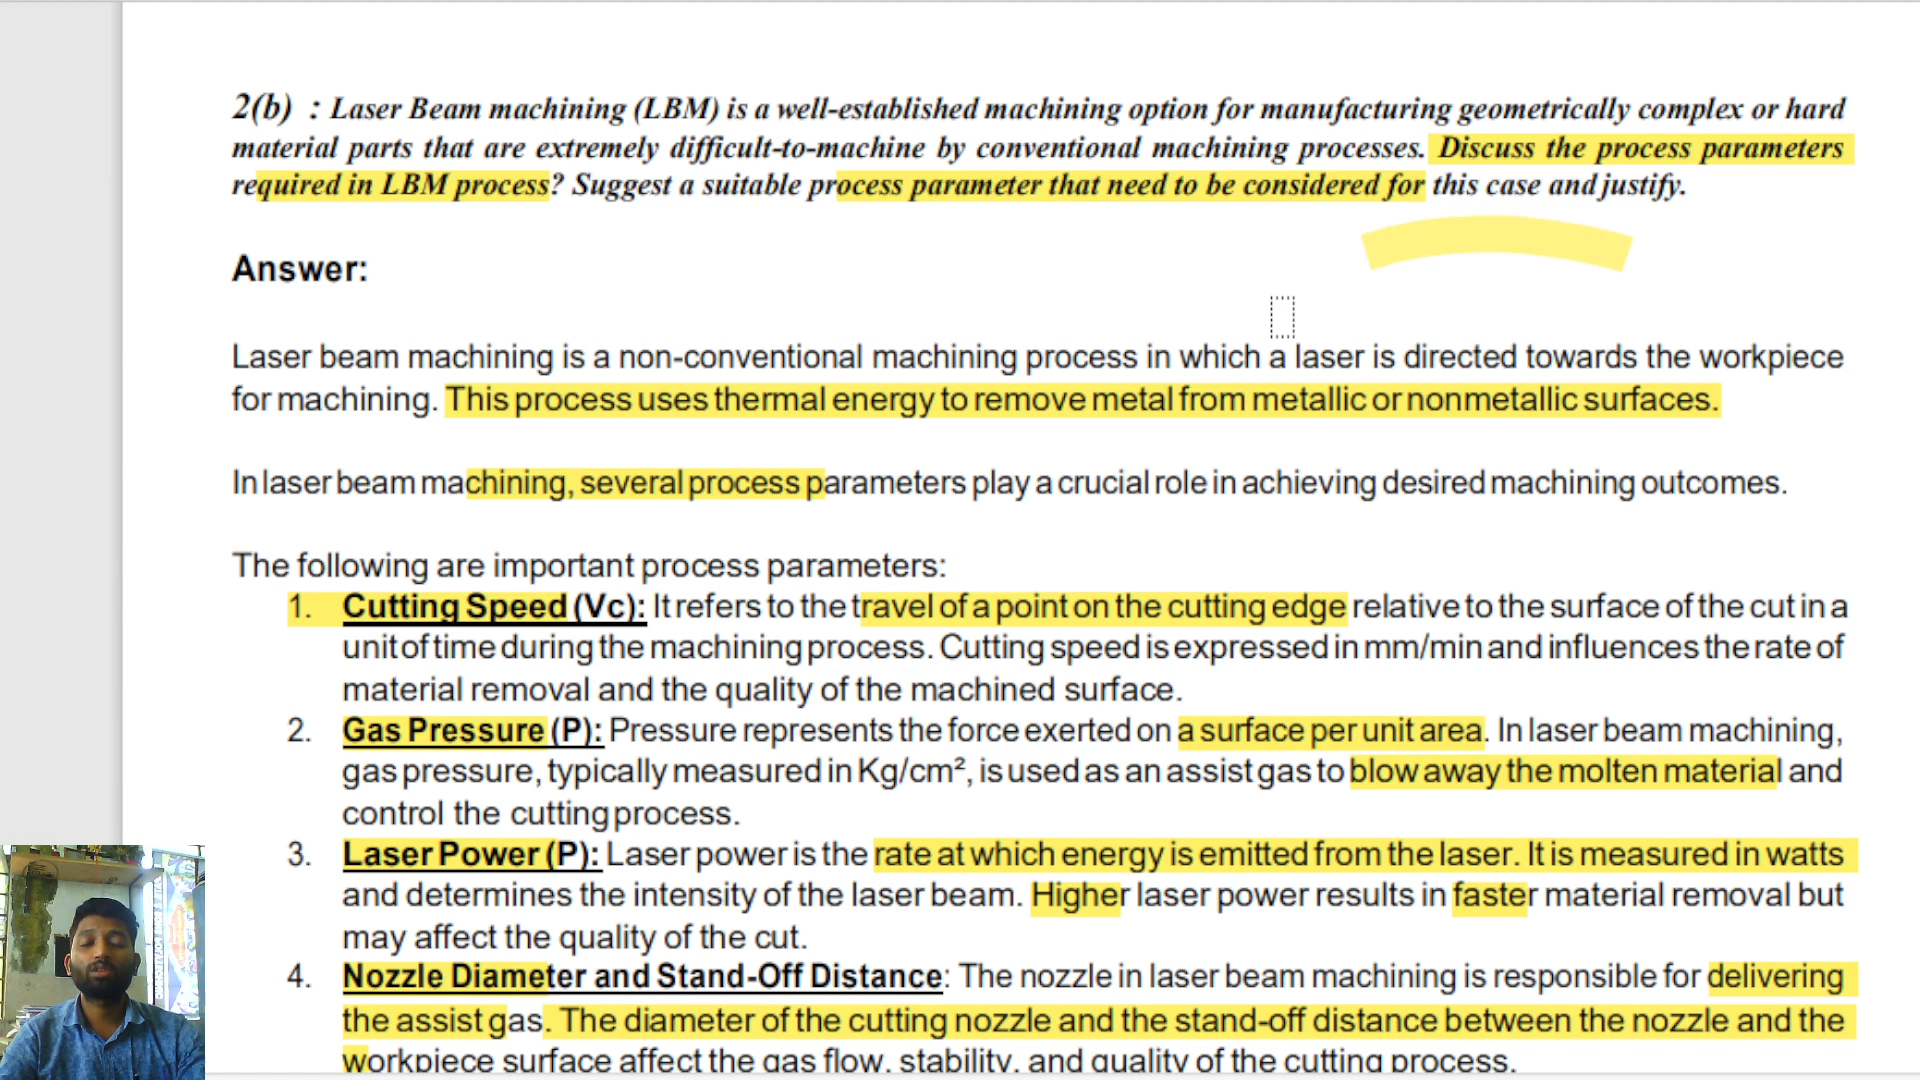 2(b) : Laser Beam machining (LBM) is a well-established machining option for manufacturing geometrically complex or hard
material parts that are extremely difficult-to-machine by conventional machining processes. Discuss the process parameters
required in LBM process? Suggest a suitable process parameter that need to be considered for this case and justify.
Answer:
Laser beam machining is a non-conventional machining process in which a laser is directed towards the workpiece
for machining. This process uses thermal energy to remove metal from metallic or nonmetallic surfaces.
In laser beam machining, several process parameters play a crucial role in achieving desired machining outcomes.
The following are important process parameters:
1. Cutting Speed (Vc): It refers to the travel of a point on the cutting edge relative to the surface of the cut in a
unit of time during the machining process. Cutting speed is expressed in mm/min and influences the rate of
material removal and the quality of the machined surface.
2. Gas Pressure (P): Pressure represents the force exerted on a surface per unit area. In laser beam machining,
gas pressure, typically measured in Kg/cm², is used as an assist gas to blow away the molten material and
control the cutting process.
3. Laser Power (P): Laser power is the rate at which energy is emitted from the laser. It is measured in watts
and determines the intensity of the laser beam. Higher laser power results in faster material removal but
may affect the quality of the cut.
4. Nozzle Diameter and Stand-Off Distance: The nozzle in laser beam machining is responsible for delivering
the assist gas. The diameter of the cutting nozzle and the stand-off distance between the nozzle and the
workpiece surface affect the gas flow, stability, and quality of the cutting process.